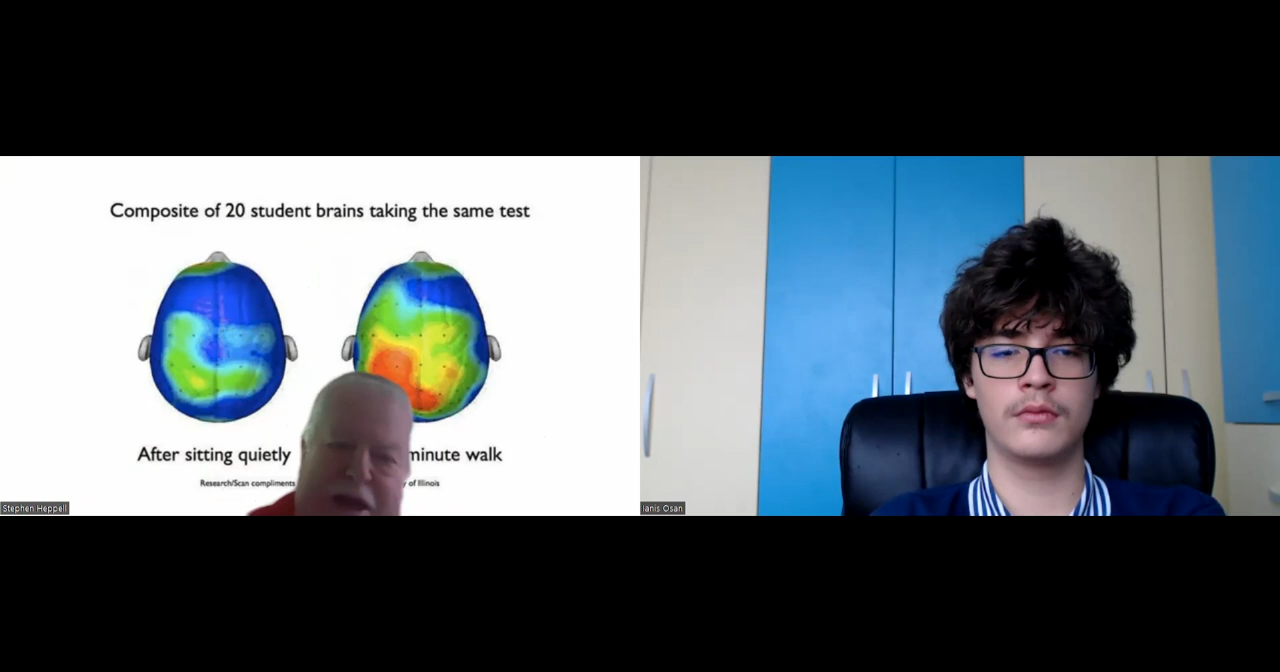 Composite of 20 student brains taking the same test
After sitting quietly
minute walk
Research/Scan compliments
y of Illinois
Stephen Heppell
Ianis Osan